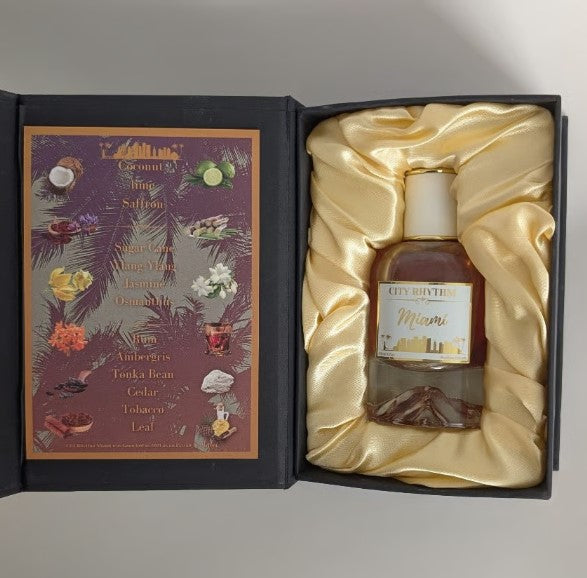 Coconut
lime
Saffron
Sugar Cane
Ylang Ylang
Jasmine
Osmanthus
Rum
Ambergris
Tonka Bean
Cedar
Tobacco
Leaf
CITY RHYTHM
Miami